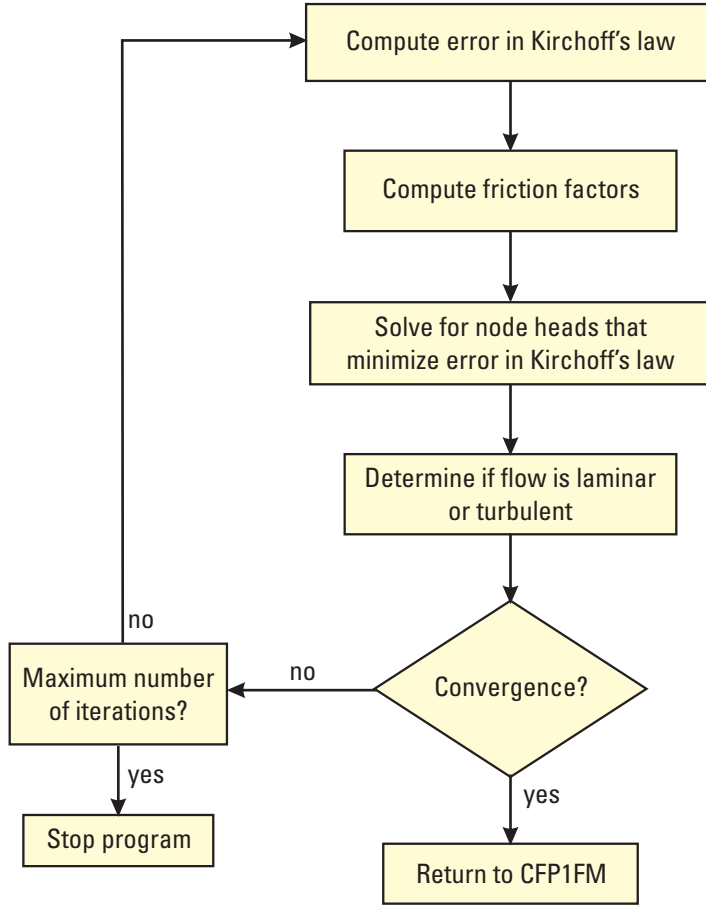 Compute error in Kirchoff's law
Compute friction factors
Solve for node heads that
minimize error in Kirchoff's law
Determine if flow is laminar
or turbulent
no
Maximum number
of iterations?
no
Convergence?
yes
Stop program
yes
Return to CFP1FM